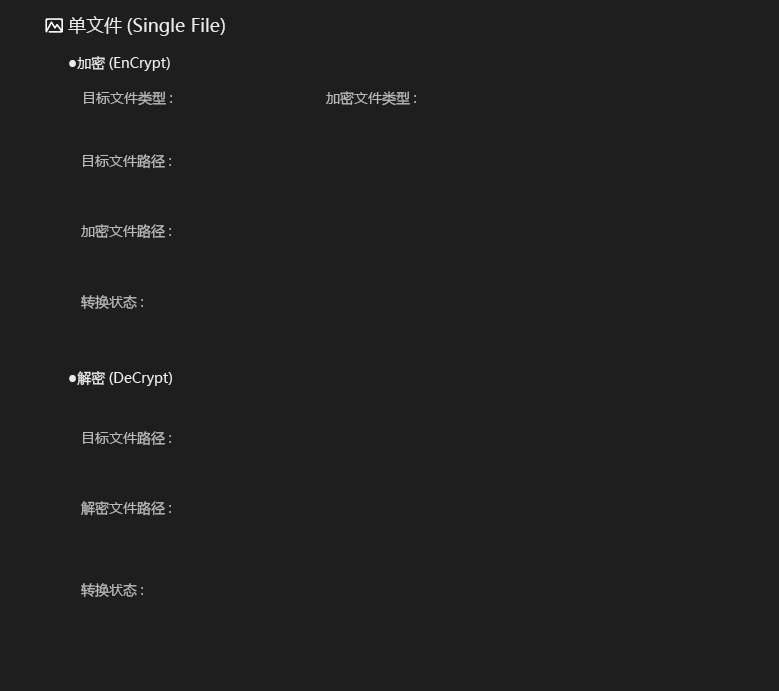 单文件 (Single File)
●加密 (EnCrypt)
目标文件类型 : 加密文件类型 :
目标文件路径 :
加密文件路径 :
转换状态 :
●解密 (DeCrypt)
目标文件路径 :
解密文件路径 :
转换状态 :